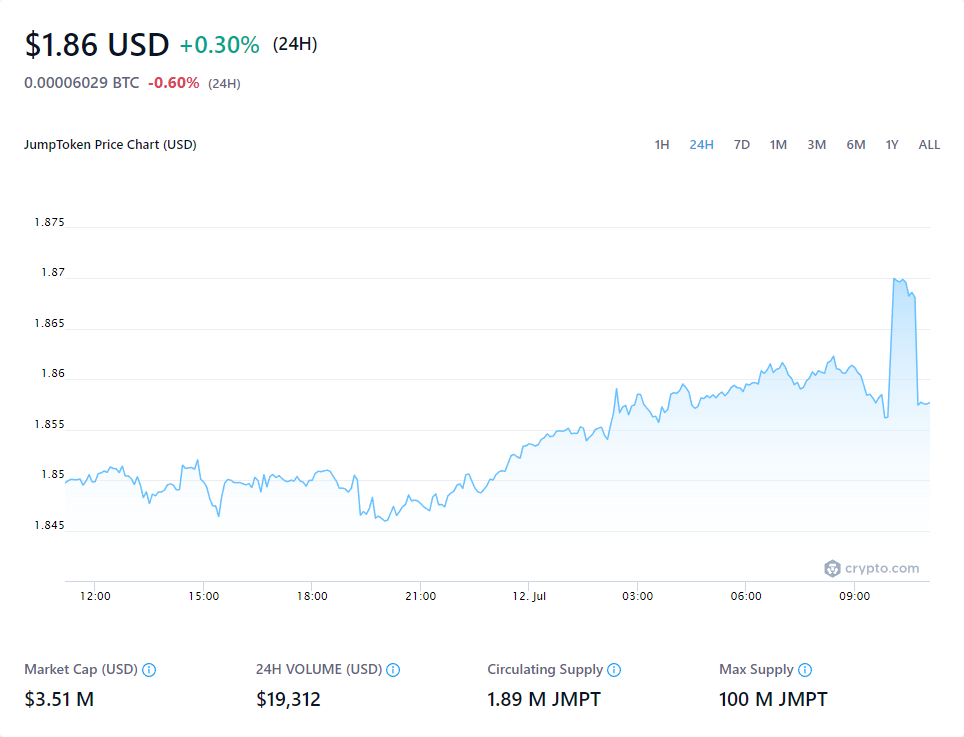 $1.86 USD +0.30% (24H)
0.00006029 BTC -0.60% (24H)
JumpToken Price Chart (USD) 1H 24H 7D 1M 3M 6M 1Y ALL
1.875
1.87
1.865
1.86
1.855
1.85
1.845
crypto.com
12:00 15:00 18:00 21:00 12. Jul 03:00 06:00 09:00
Market Cap (USD) 24H VOLUME (USD) Circulating Supply Max Supply
$3.51 M $19,312 1.89 M JMPT 100 M JMPT